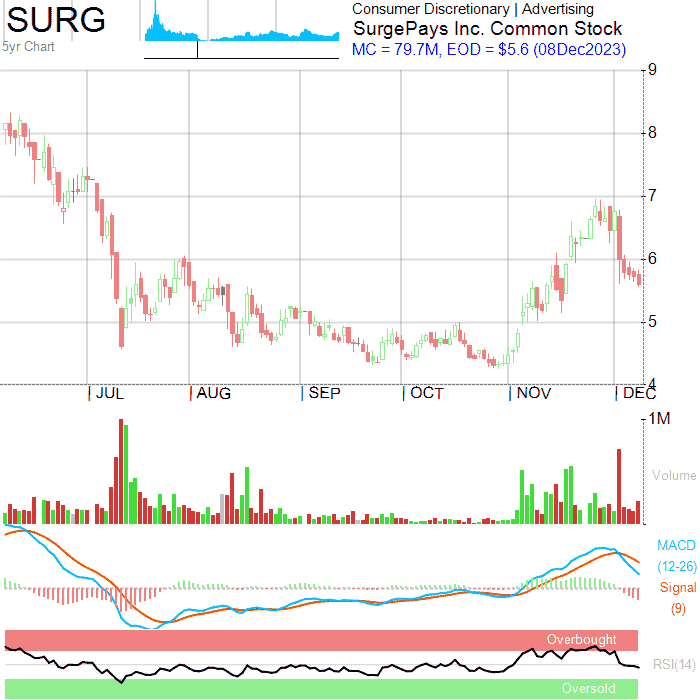 SURG
5yr Chart
Consumer Discretionary | Advertising
SurgePays Inc. Common Stock
MC = 79.7M, EOD = $5.6 (08Dec2023)
9
8
7
6
5
4
JUL AUG SEP OCT NOV DEC
1M
Volume
MACD
(12-26)
Signal
(9)
Overbought
RSI(14)
Oversold